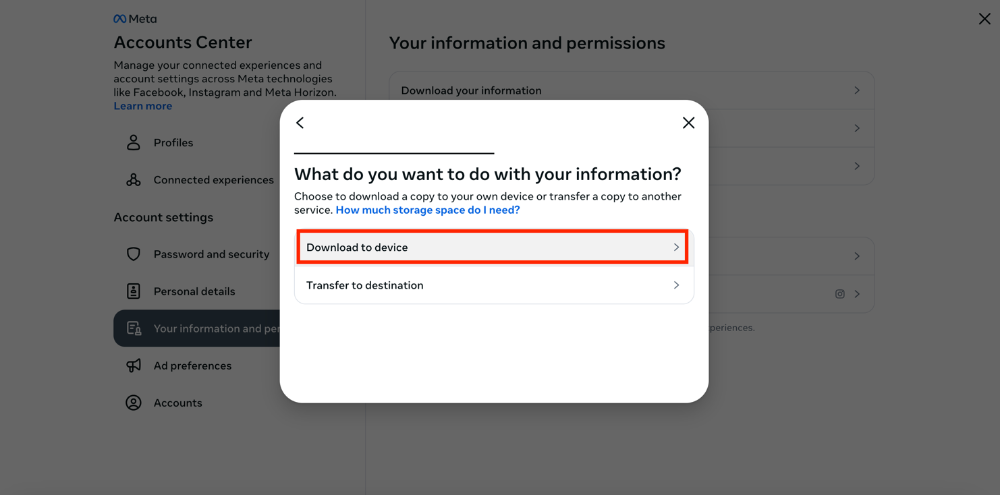 Meta
Accounts Center
Manage your connected experiences and
account settings across Meta technologies
like Facebook, Instagram and Meta Horizon.
Learn more
Profiles
Connected experiences
Account settings
Password and security
Personal details
Your information and per
Ad preferences
Accounts
Your information and permissions
Download your information
What do you want to do with your information?
Choose to download a copy to your own device or transfer a copy to another
service. How much storage space do I need?
Download to device
Transfer to destination
periences.